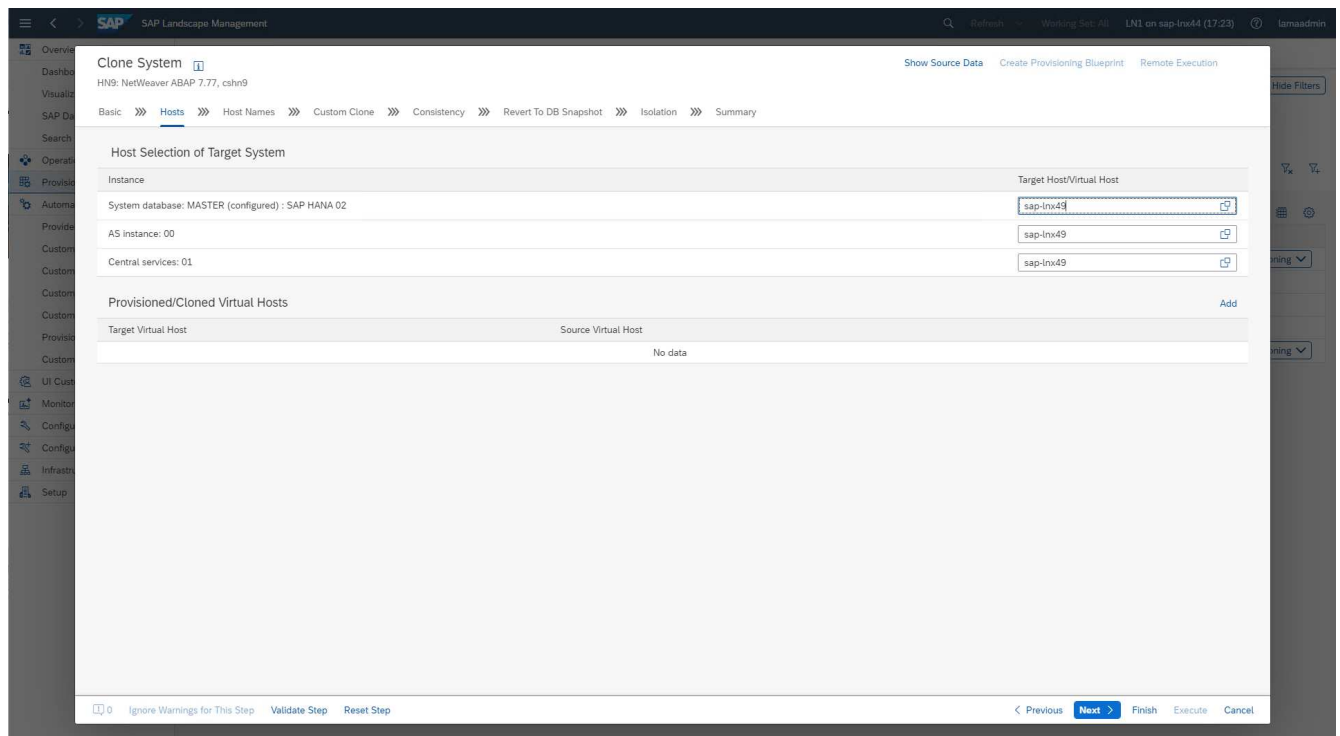 SAP SAP Landscape Management Refresh Working Set: All LN1 on sap-lnx44 (17:23) lamaadmin
Overvie
Dashbo
Visualiz
SAP Da
Search
Operati
Provisio
Automa
Provide
Custom
Custom
Custom
Custom
Provisio
Custom
UI Cust
Monitor
Configu
Configu
Infrastru
Setup
Hide Filters
oning
oning
Clone System
Show Source Data Create Provisioning Blueprint Remote Execution
HN9: NetWeaver ABAP 7.77, cshn9
Basic Hosts Host Names Custom Clone Consistency Revert To DB Snapshot Isolation Summary
Host Selection of Target System
Instance Target Host/Virtual Host
System database: MASTER (configured) : SAP HANA 02 sap-lnx49
AS instance: 00 sap-lnx49
Central services: 01 sap-lnx49
Provisioned/Cloned Virtual Hosts Add
Target Virtual Host Source Virtual Host
No data
0 Ignore Warnings for This Step Validate Step Reset Step < Previous Next > Finish Execute Cancel